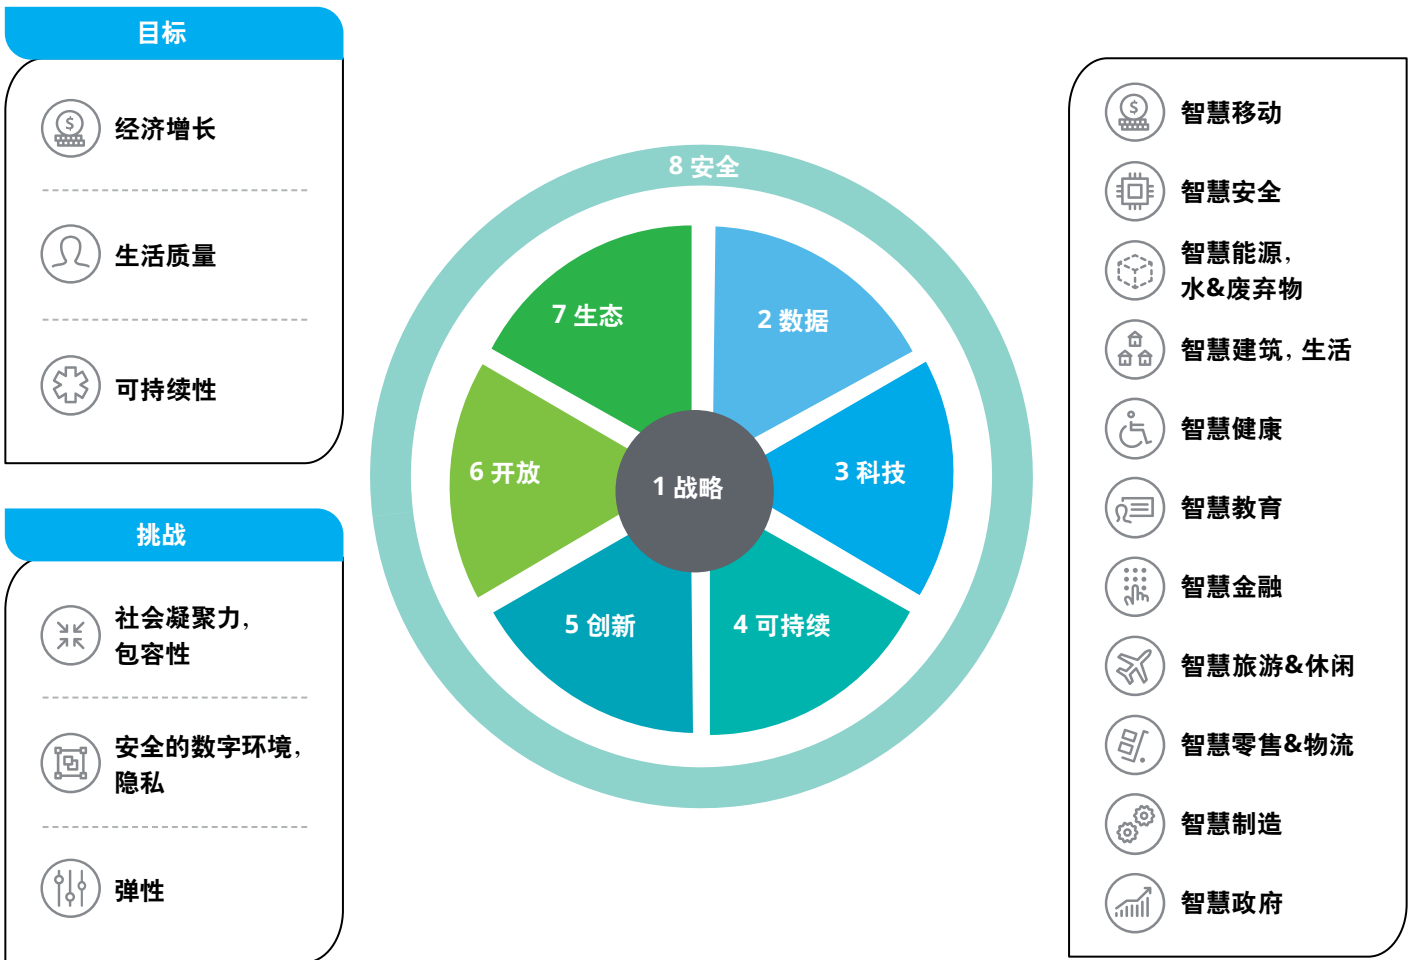 目标
经济增长
生活质量
可持续性
挑战
社会凝聚力,
包容性
安全的数字环境,
隐私
弹性
8 安全
7 生态
2 数据
6 开放
1 战略
3 科技
5 创新
4 可持续
智慧移动
智慧安全
智慧能源,
水&废弃物
智慧建筑, 生活
智慧健康
智慧教育
智慧金融
智慧旅游&休闲
智慧零售&物流
智慧制造
智慧政府